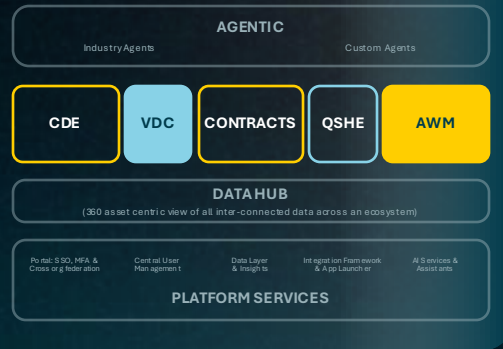 AGENTIC
Industry Agents Custom Agents
CDE VDC CONTRACTS QSHE AWM
DATA HUB
(360 asset centric view of all inter-connected data across an ecosystem)
Portal: SSO, MFA & Central User Data Layer Integration Framework AI Services &
Cross org federation Management & Insights & App Launcher Assistants
PLATFORM SERVICES